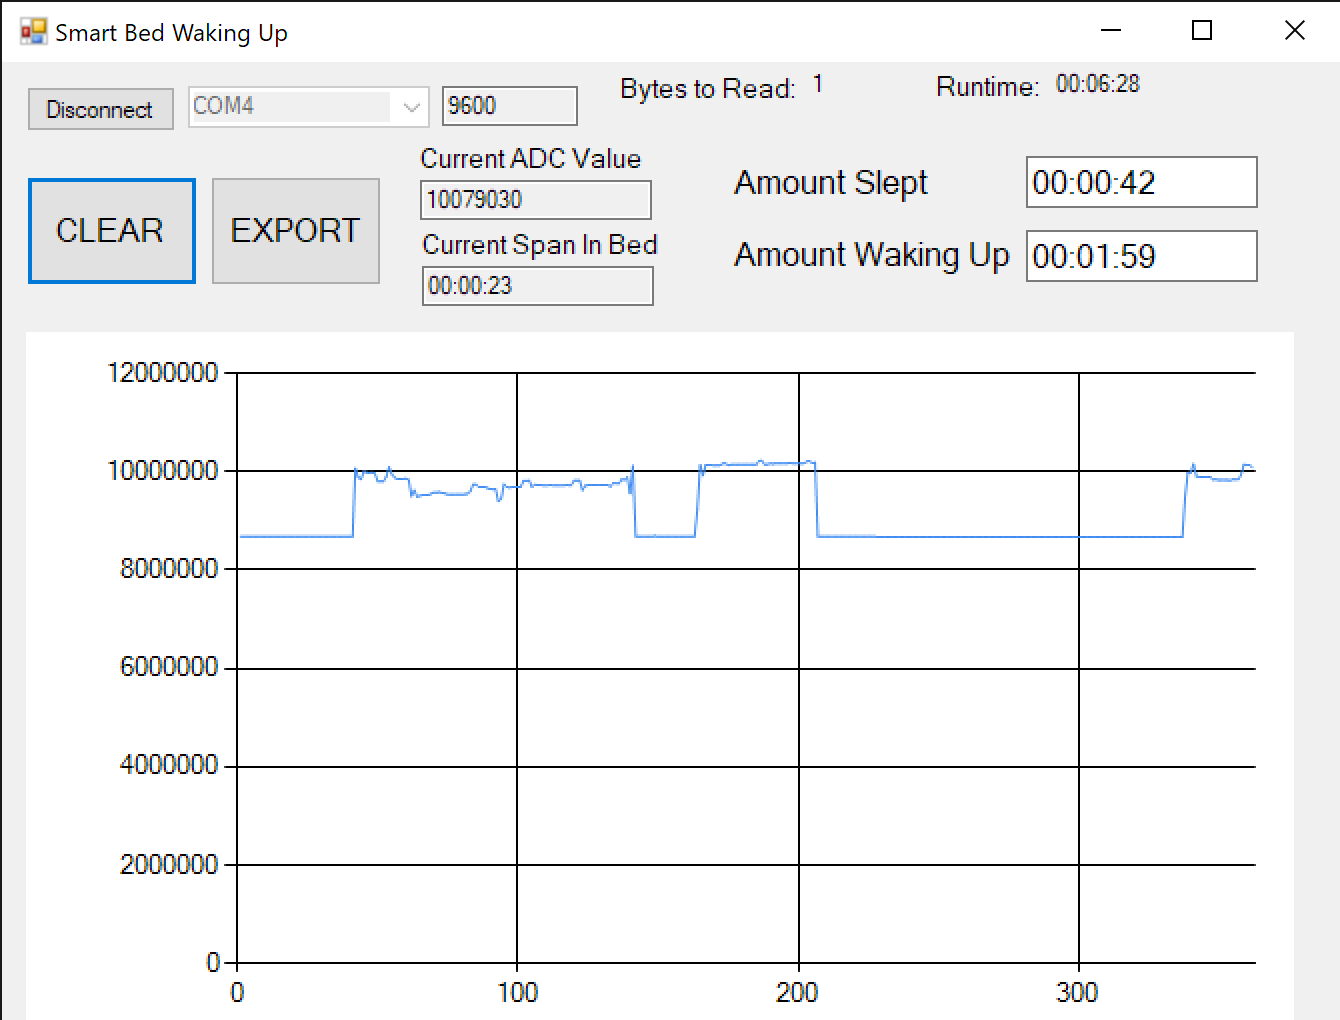 Smart Bed Waking Up
Disconnect COM4 9600 Bytes to Read: 1 Runtime: 00:06:28
CLEAR EXPORT
Current ADC Value
10079030
Current Span In Bed
00:00:23
Amount Slept 00:00:42
Amount Waking Up 00:01:59
12000000
10000000
8000000
6000000
4000000
2000000
0
0 100 200 300